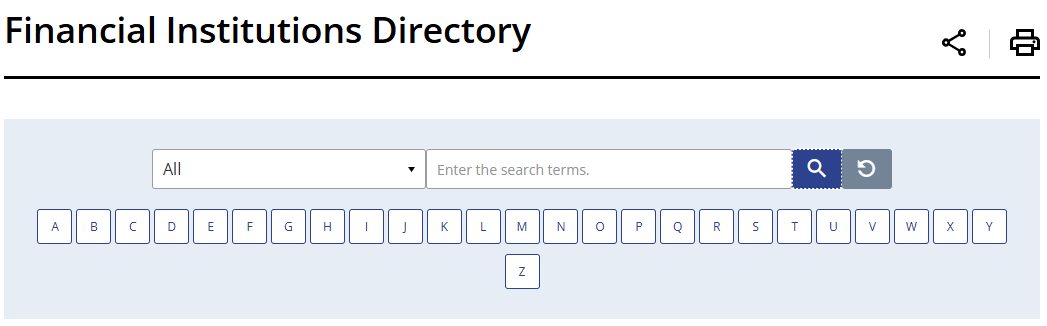 Financial Institutions Directory
All Enter the search terms.
A B C D E F G H I J K L M N O P Q R S T U V W X Y
Z